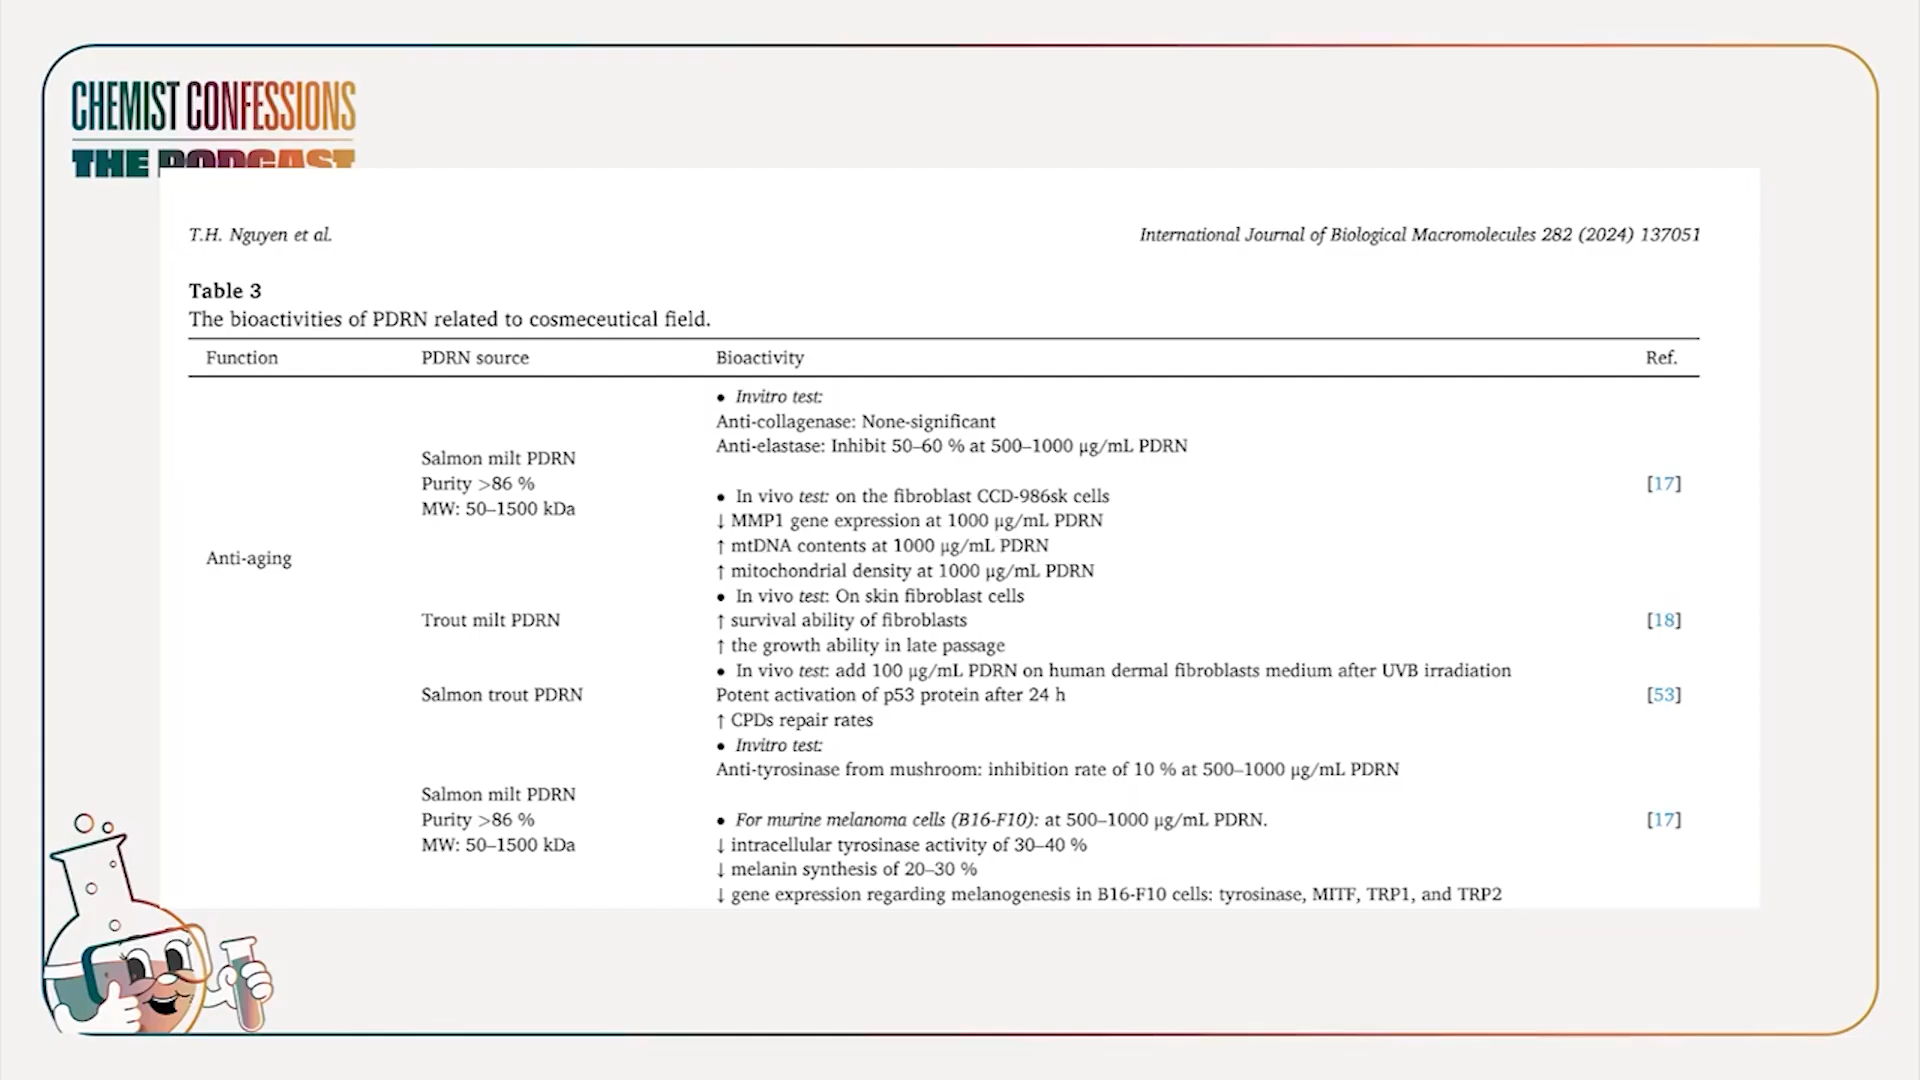 CHEMIST CONFESSIONS
THE PODCAST
T.H. Nguyen et al.
International Journal of Biological Macromolecules 282 (2024) 137051
Table 3
The bioactivities of PDRN related to cosmeceutical field.
Function PDRN source Bioactivity Ref.
Anti-aging
Salmon milt PDRN
Purity >86 %
MW: 50–1500 kDa
• Invitro test:
Anti-collagenase: None-significant
Anti-elastase: Inhibit 50–60 % at 500–1000 μg/mL PDRN
• In vivo test: on the fibroblast CCD-986sk cells
↓ MMP1 gene expression at 1000 μg/mL PDRN
↑ mtDNA contents at 1000 μg/mL PDRN
↑ mitochondrial density at 1000 μg/mL PDRN
[17]
Trout milt PDRN
• In vivo test: On skin fibroblast cells
↑ survival ability of fibroblasts
↑ the growth ability in late passage
[18]
Salmon trout PDRN
• In vivo test: add 100 μg/mL PDRN on human dermal fibroblasts medium after UVB irradiation
Potent activation of p53 protein after 24 h
↑ CPDs repair rates
[53]
Salmon milt PDRN
Purity >86 %
MW: 50–1500 kDa
• Invitro test:
Anti-tyrosinase from mushroom: inhibition rate of 10 % at 500–1000 μg/mL PDRN
• For murine melanoma cells (B16-F10): at 500–1000 μg/mL PDRN.
↓ intracellular tyrosinase activity of 30–40 %
↓ melanin synthesis of 20–30 %
↓ gene expression regarding melanogenesis in B16-F10 cells: tyrosinase, MITF, TRP1, and TRP2
[17]